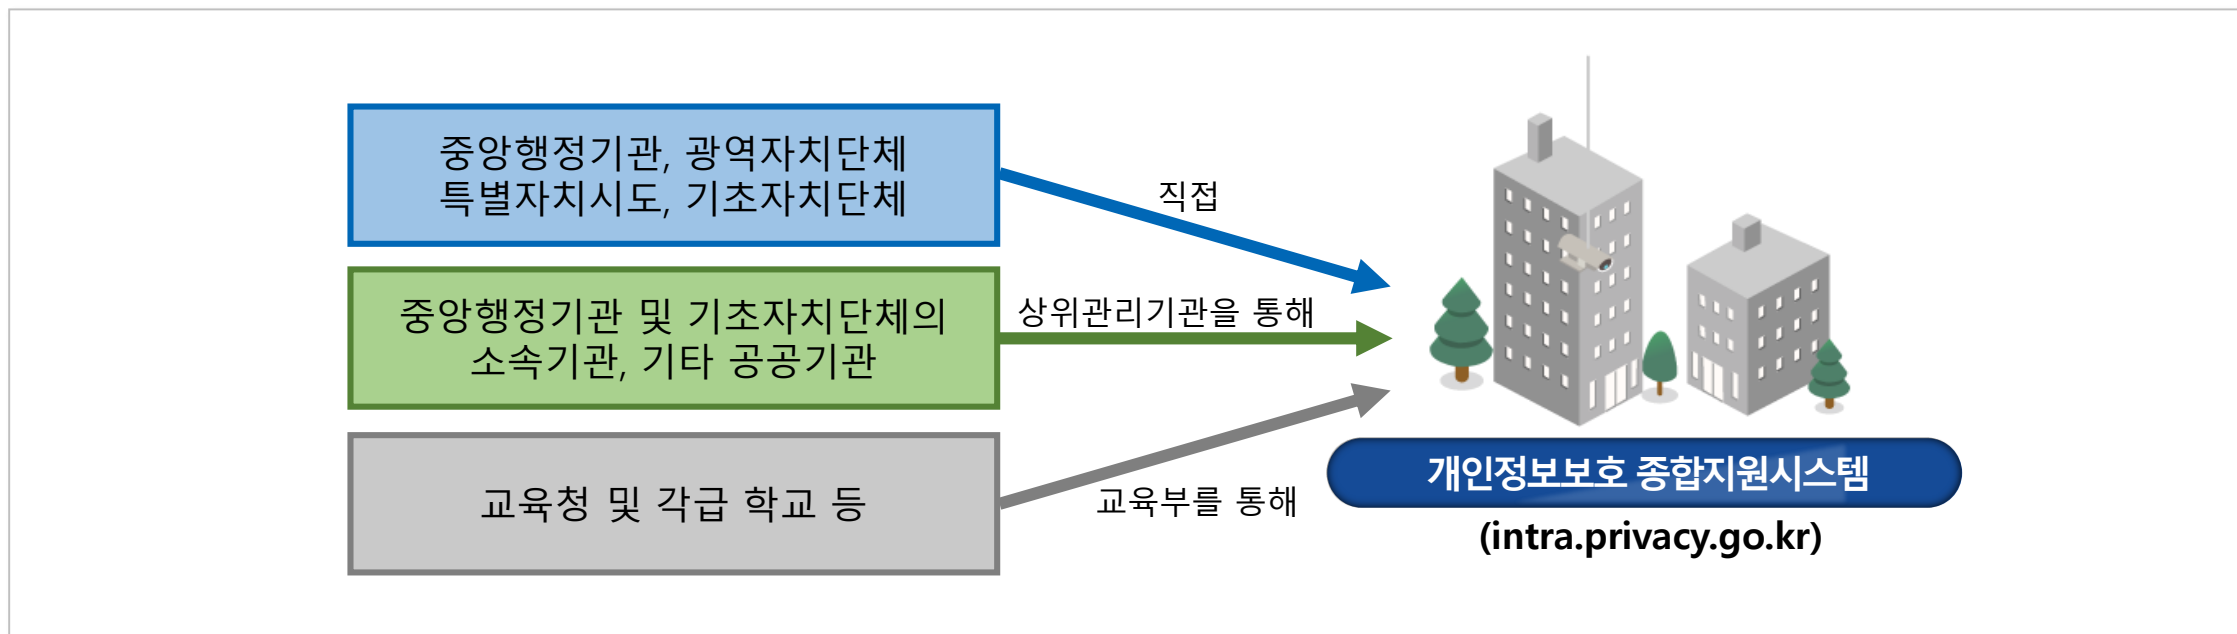 중앙행정기관, 광역자치단체
특별자치시도, 기초자치단체
직접
중앙행정기관 및 기초자치단체의
소속기관, 기타 공공기관
상위관리기관을 통해
교육청 및 각급 학교 등
교육부를 통해
개인정보보호 종합지원시스템
(intra.privacy.go.kr)